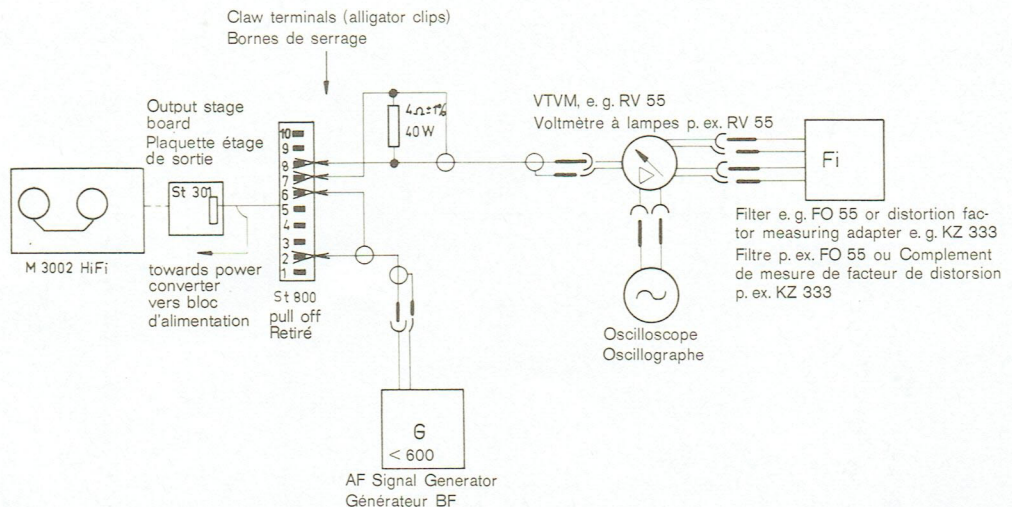 Claw terminals (alligator clips)
Bornes de serrage
Output stage
board
Plaquette étage
de sortie
St 301
M 3002 HiFi
towards power
converter
vers bloc
d'alimentation
10
9
8
7
6
5
4
3
2
1
St 800
pull off
Retiré
4Ω±1%
40W
VTVM, e. g. RV 55
Voltmètre à lampes p. ex. RV 55
Fi
Filter e. g. FO 55 or distortion fac-
tor measuring adapter e. g. KZ 333
Filtre p. ex. FO 55 ou Complement
de mesure de facteur de distorsion
p. ex. KZ 333
Oscilloscope
Oscillographe
G
< 600
AF Signal Generator
Générateur BF